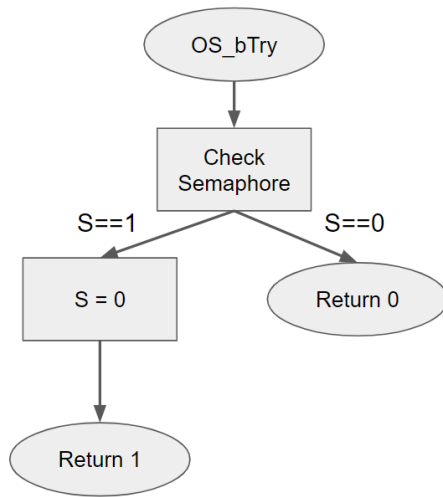 OS_bTry
Check
Semaphore
S==1
S==0
S = 0
Return 0
Return 1